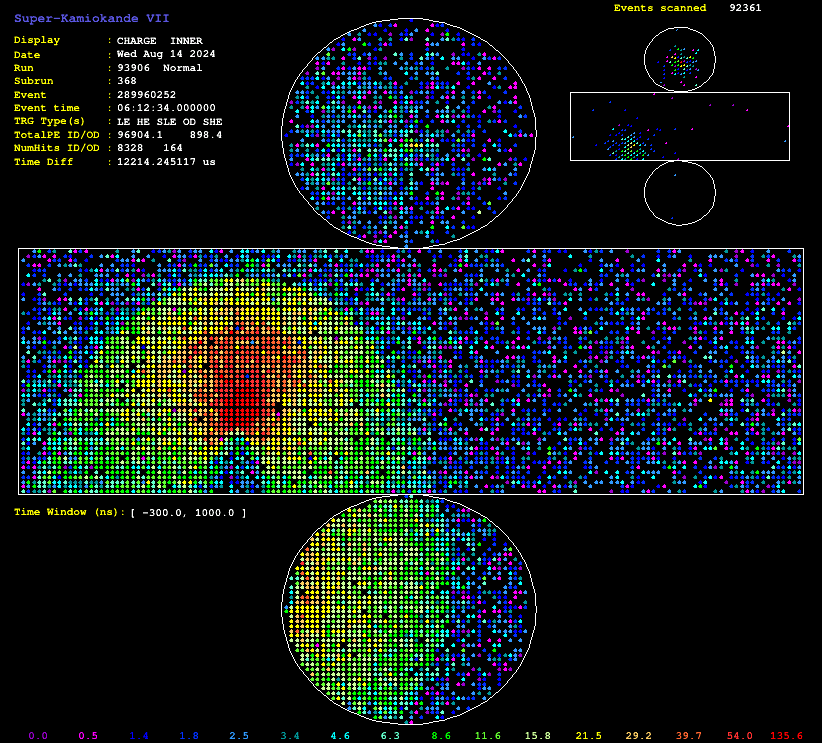 Super-Kamiokande VII
Events scanned 92361
Display : CHARGE INNER
Date : Wed Aug 14 2024
Run : 93906 Normal
Subrun : 368
Event : 289960252
Event time : 06:12:34.000000
TRG Type(s) : LE HE SLE OD SHE
TotalPE ID/OD : 96904.1 898.4
NumHits ID/OD : 8328 164
Time Diff : 12214.245117 us
Time Window (ns): [ -300.0, 1000.0 ]
0.0 0.5 1.4 1.8 2.5 3.4 4.6 6.3 8.6 11.6 15.8 21.5 29.2 39.7 54.0 135.6